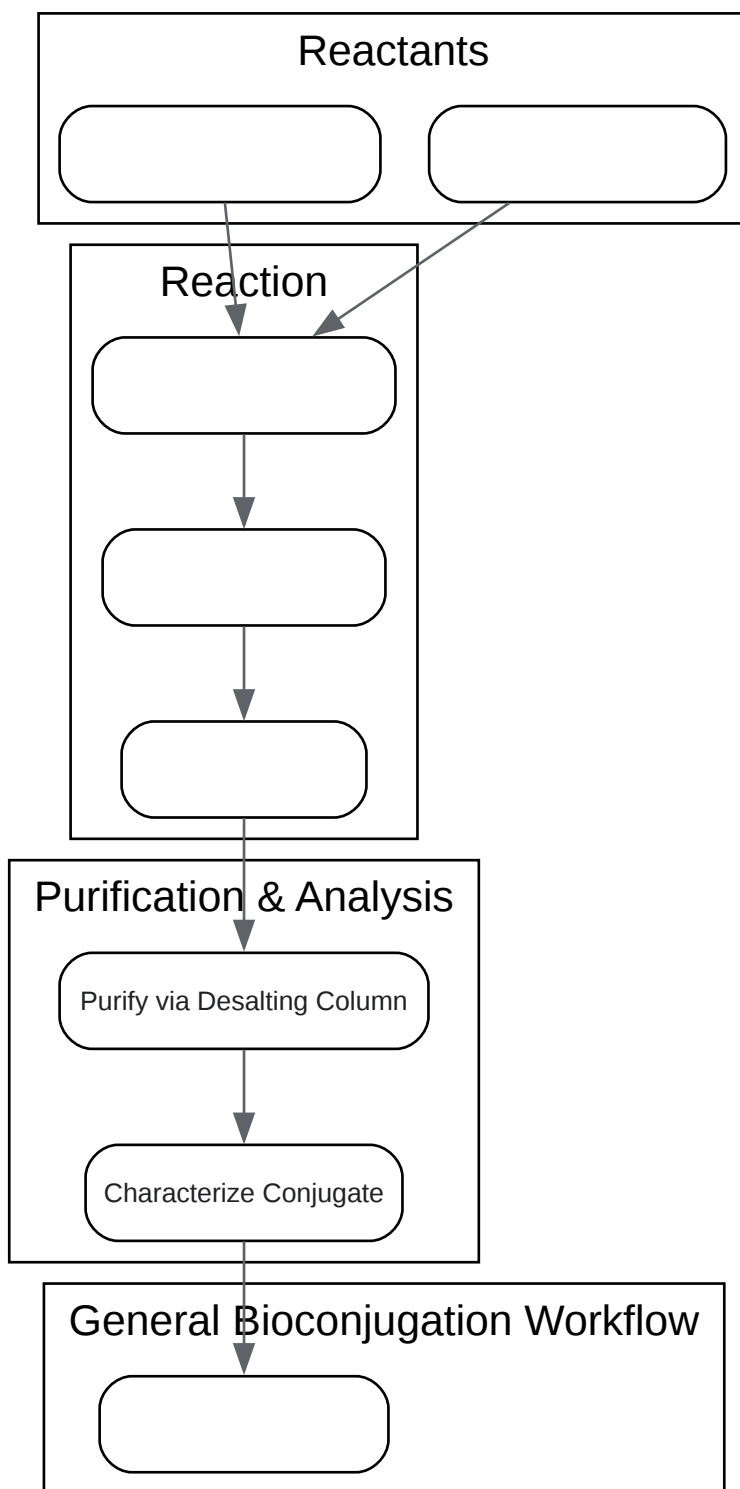 Reactants
Reaction
Purification & Analysis
Purify via Desalting Column
Characterize Conjugate
General Bioconjugation Workflow